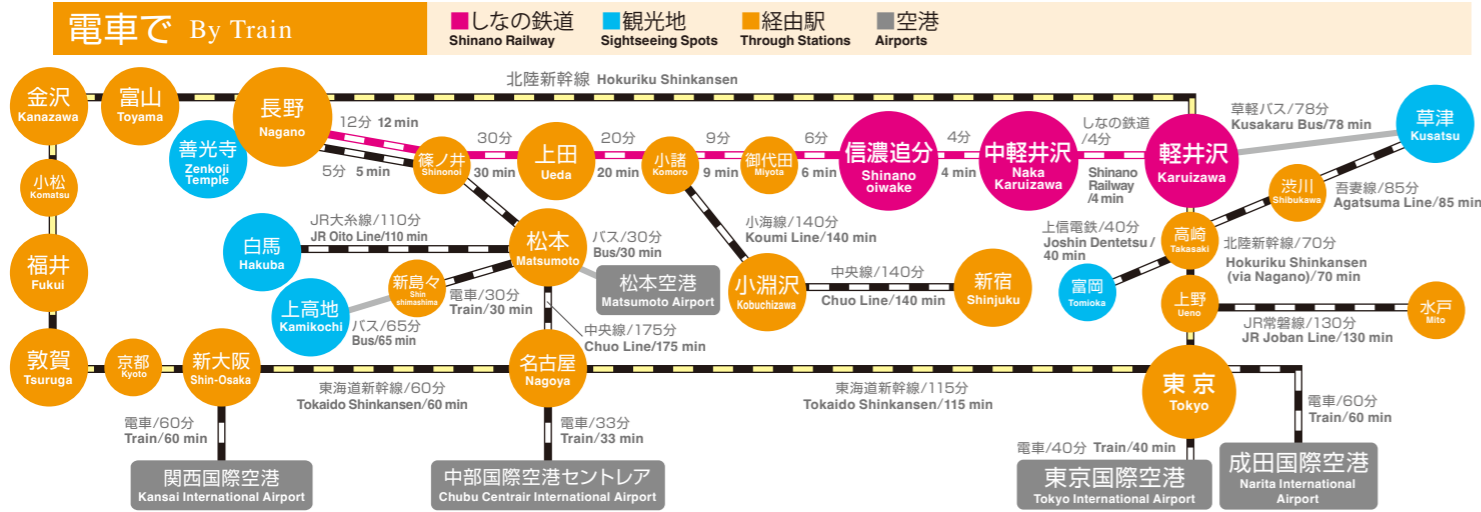 電車で By Train
しなの鉄道
Shinano Railway
観光地
Sightseeing Spots
経由駅
Through Stations
空港
Airports
北陸新幹線 Hokuriku Shinkansen
金沢
Kanazawa
富山
Toyama
長野
Nagano
善光寺
Zenkoji
Temple
12分 12 min
5分 5 min
篠ノ井
Shinonoi
30分
30 min
上田
Ueda
20分
20 min
小諸
Komoro
9分
9 min
御代田
Miyota
6分
6 min
信濃追分
Shinano
oiwake
4分
4 min
中軽井沢
Naka
Karuizawa
しなの鉄道
/4分
Shinano
Railway
/4 min
軽井沢
Karuizawa
草軽バス/78分
Kusakaru Bus/78 min
草津
Kusatsu
渋川
Shibukawa
吾妻線/85分
Agatsuma Line/85 min
小松
Komatsu
福井
Fukui
敦賀
Tsuruga
JR大糸線/110分
JR Oito Line/110 min
白馬
Hakuba
松本
Matsumoto
バス/30分
Bus/30 min
松本空港
Matsumoto Airport
新島々
Shin
shimashima
電車/30分
Train/30 min
上高地
Kamikochi
バス/65分
Bus/65 min
中央線/175分
Chuo Line/175 min
小海線/140分
Koumi Line/140 min
小淵沢
Kobuchizawa
中央線/140分
Chuo Line/140 min
新宿
Shinjuku
上信電鉄/40分
Joshin Dentetsu/
40 min
高崎
Takasaki
富岡
Tomioka
北陸新幹線/70分
Hokuriku Shinkansen
(via Nagano)/70 min
上野
Ueno
JR常磐線/130分
JR Joban Line/130 min
水戸
Mito
京都
Kyoto
新大阪
Shin-Osaka
東海道新幹線/60分
Tokaido Shinkansen/60 min
名古屋
Nagoya
東海道新幹線/115分
Tokaido Shinkansen/115 min
東京
Tokyo
電車/60分
Train/60 min
関西国際空港
Kansai International Airport
電車/33分
Train/33 min
中部国際空港セントレア
Chubu Centrair International Airport
電車/40分 Train/40 min
東京国際空港
Tokyo International Airport
電車/60分
Train/60 min
成田国際空港
Narita International
Airport